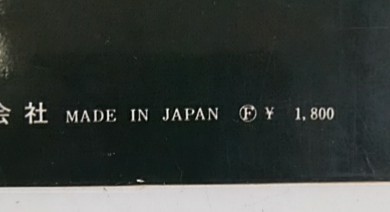 会社 MADE IN JAPAN Ⓕ ¥ 1,800